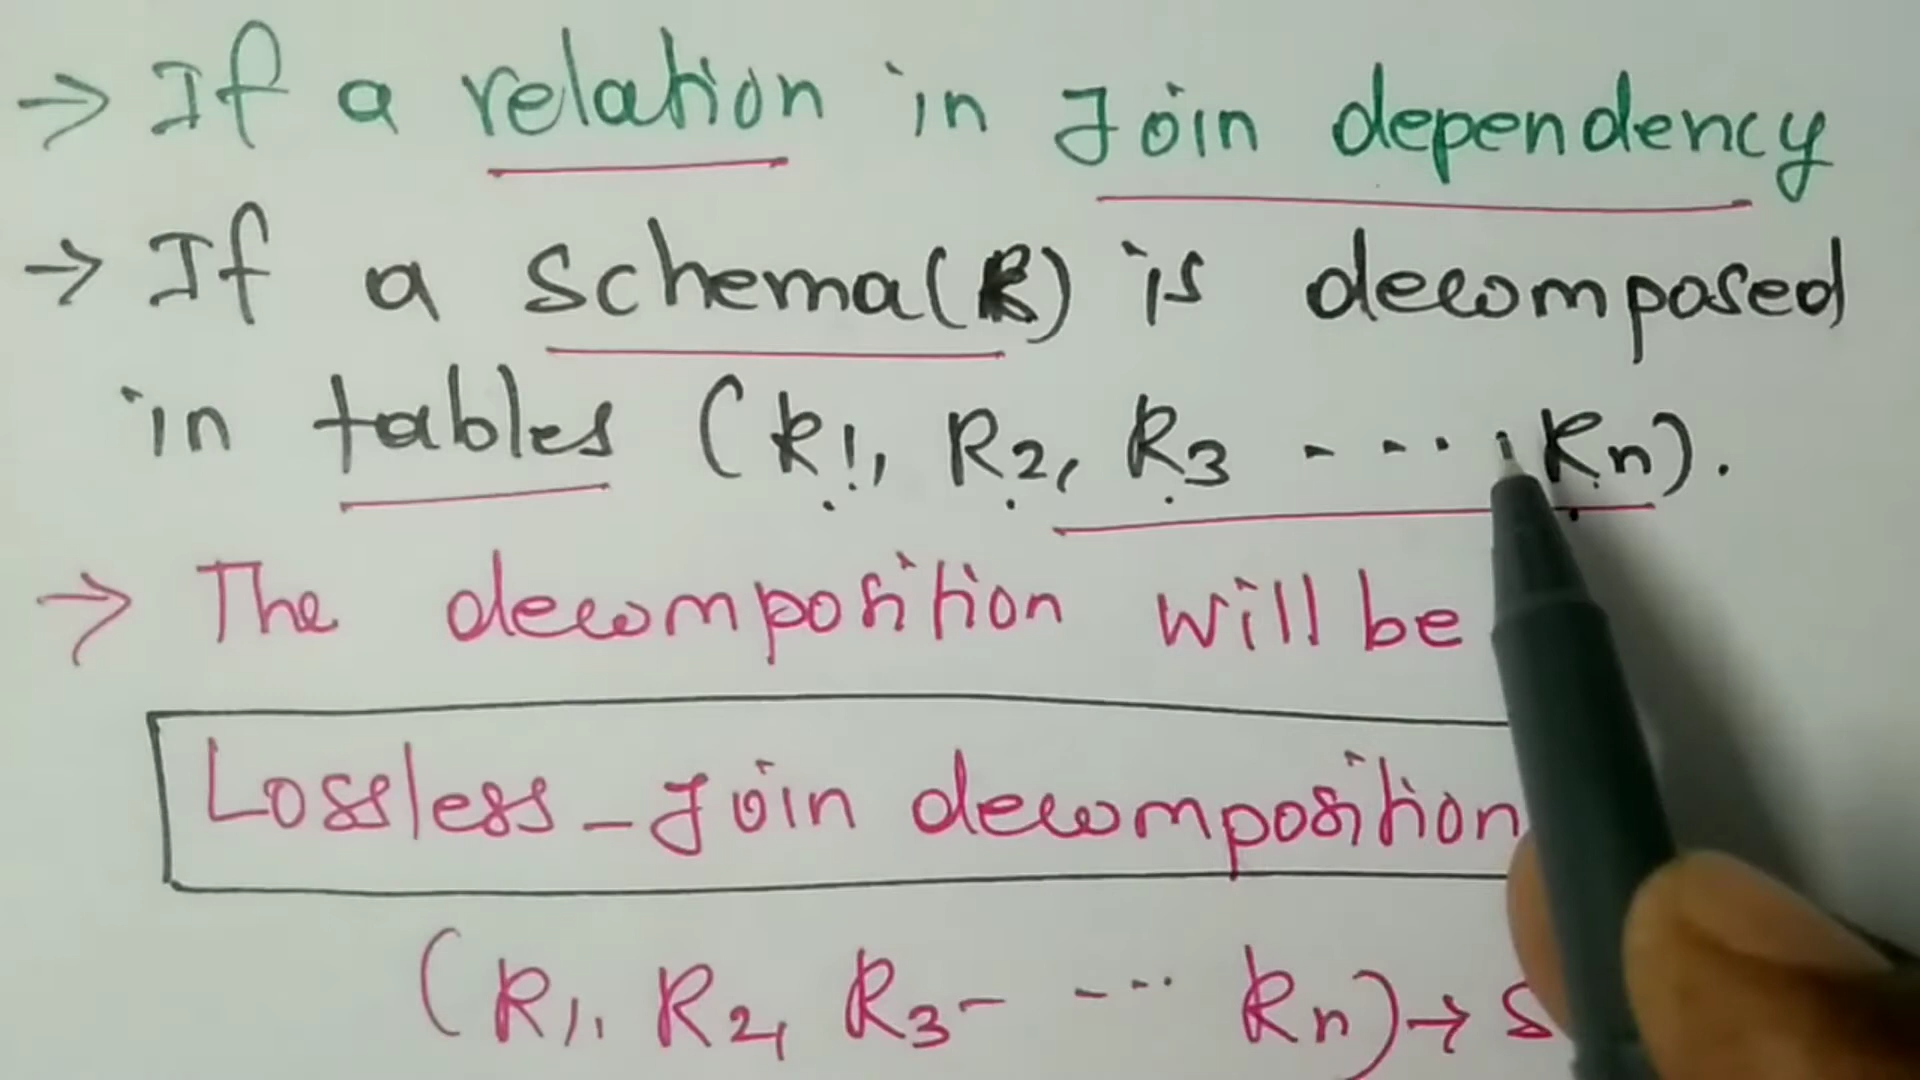 → If a relation in Join dependency
→ If a schema(R) is decomposed
in tables (R1, R2, R3 - - - . . Rn).
→ The decomposition will be
Lossless-Join decomposition
(R1, R2, R3- - - ... Rn)→